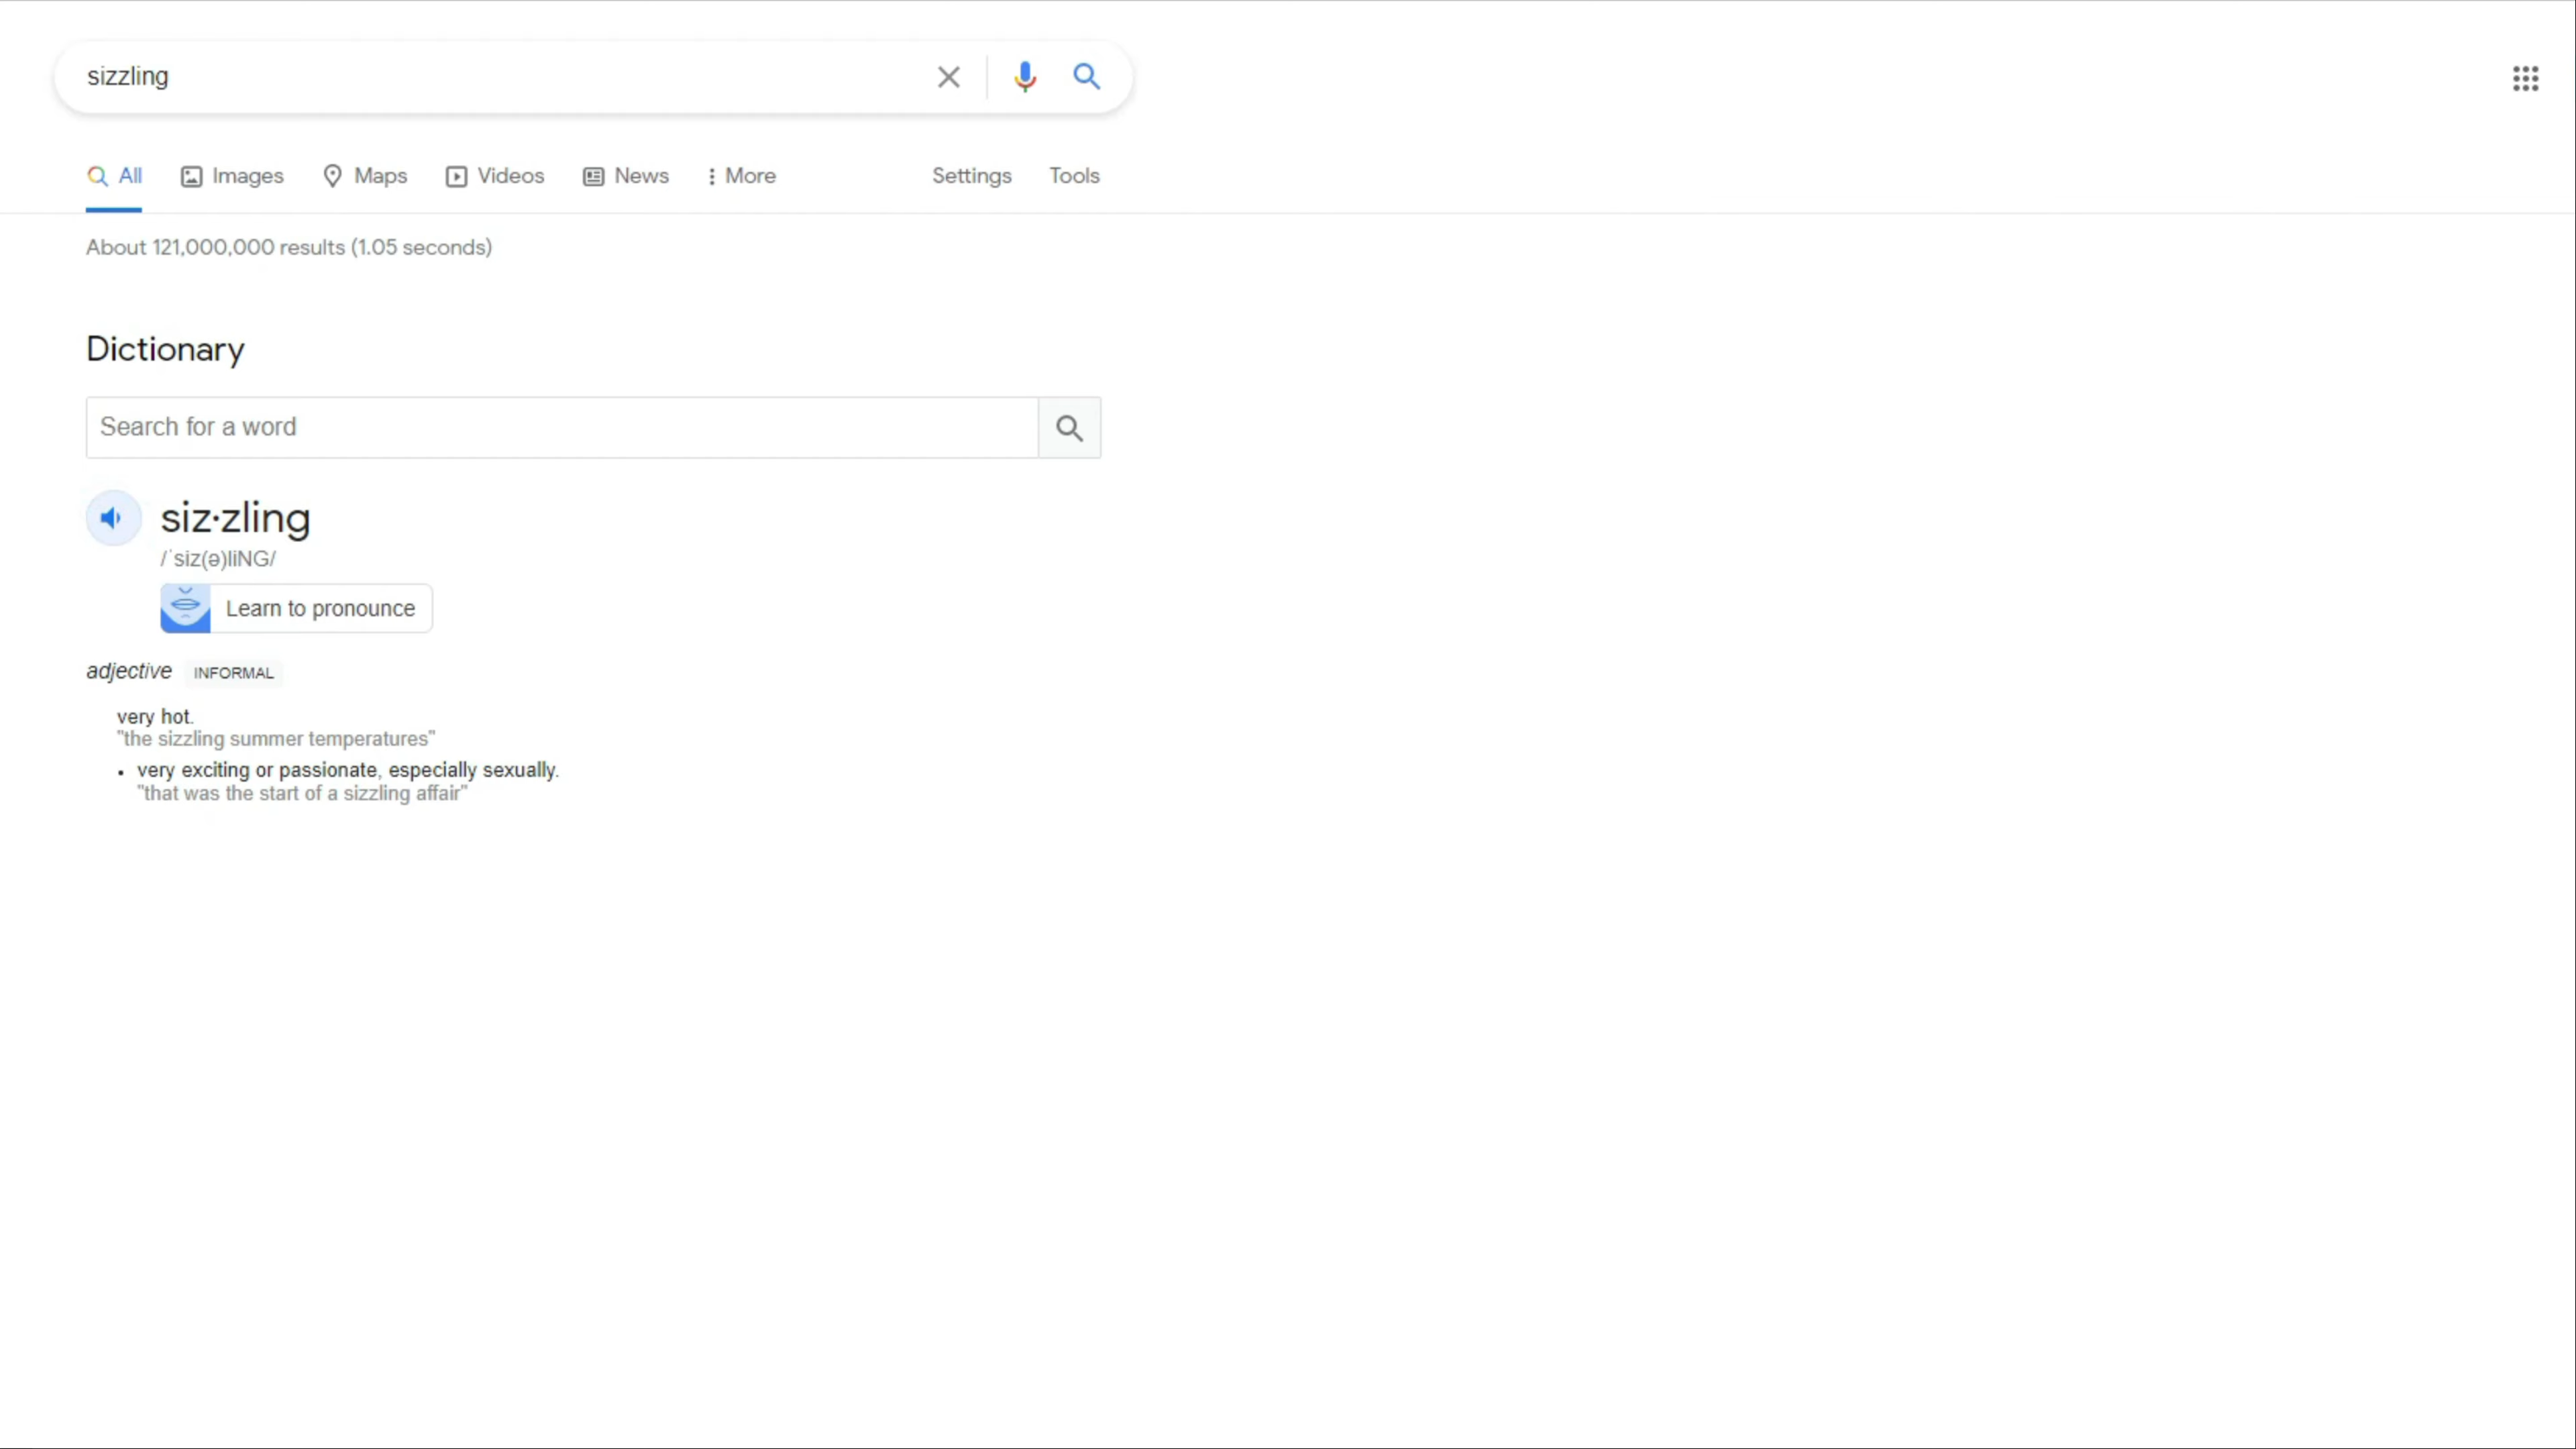 sizzling
All Images Maps Videos News More Settings Tools
About 121,000,000 results (1.05 seconds)
Dictionary
Search for a word
siz·zling
/ˈsiz(ə)liNG/
Learn to pronounce
adjective INFORMAL
very hot.
"the sizzling summer temperatures"
• very exciting or passionate, especially sexually.
"that was the start of a sizzling affair"